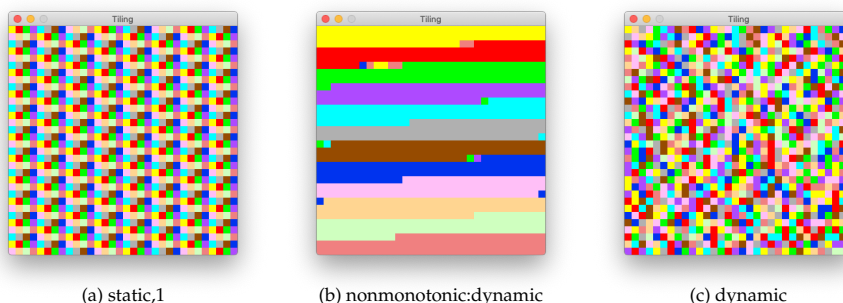 Tiling
Tiling
Tiling
(a) static,1
(b) nonmonotonic:dynamic
(c) dynamic